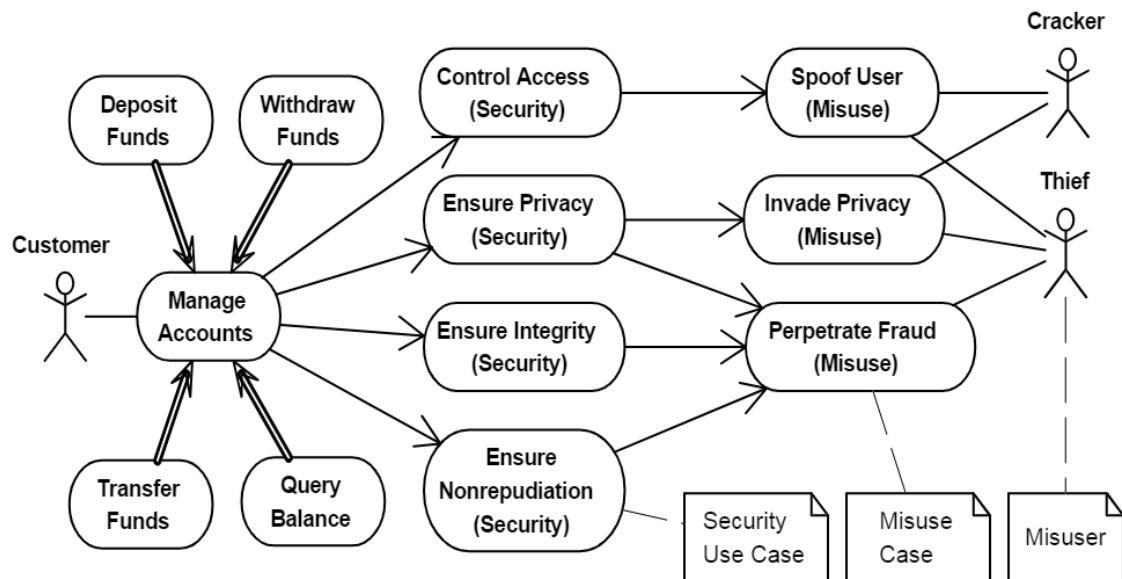 Cracker
Control Access
(Security)
Spoof User
(Misuse)
Deposit
Funds
Withdraw
Funds
Thief
Ensure Privacy
(Security)
Invade Privacy
(Misuse)
Customer
Manage
Accounts
Ensure Integrity
(Security)
Perpetrate Fraud
(Misuse)
Transfer
Funds
Query
Balance
Ensure
Nonrepudiation
(Security)
Security
Use Case
Misuse
Case
Misuser